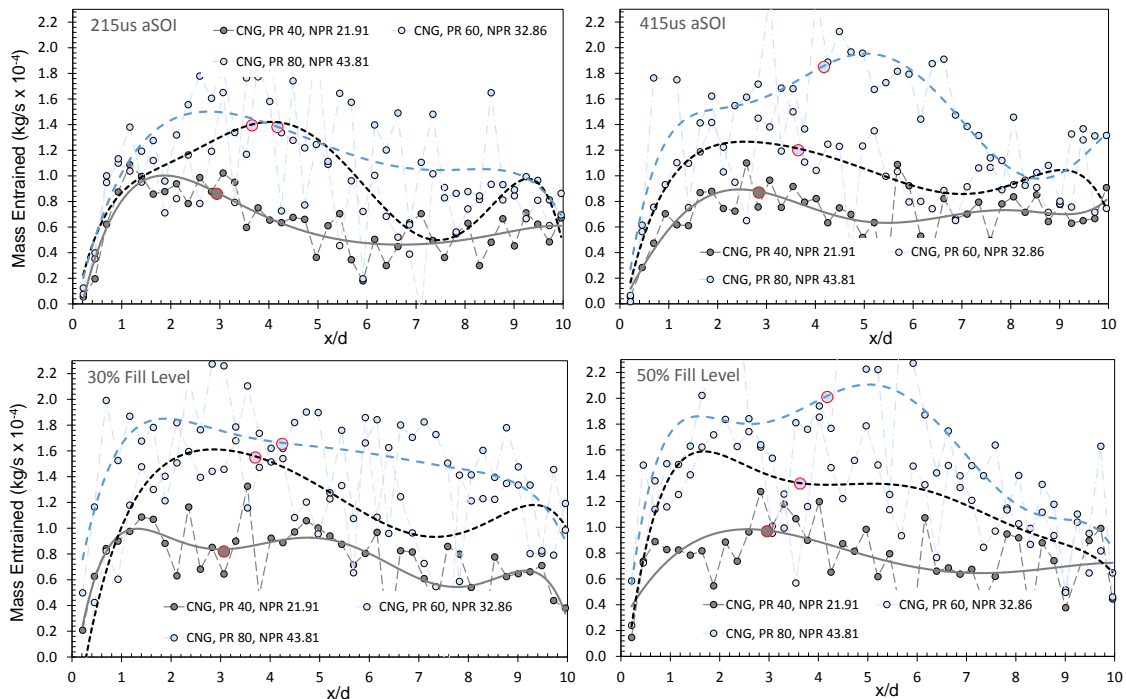 215us aSOI
CNG, PR 40, NPR 21.91
CNG, PR 60, NPR 32.86
CNG, PR 80, NPR 43.81
Mass Entrained (kg/s x 10⁻⁴)
2.2
2.0
1.8
1.6
1.4
1.2
1.0
0.8
0.6
0.4
0.2
0.0
0 1 2 3 4 5 6 7 8 9 10
x/d
415us aSOI
2.2
2.0
1.8
1.6
1.4
1.2
1.0
0.8
0.6
0.4
0.2
0.0
CNG, PR 40, NPR 21.91
CNG, PR 60, NPR 32.86
CNG, PR 80, NPR 43.81
0 1 2 3 4 5 6 7 8 9 10
x/d
30% Fill Level
Mass Entrained (kg/s x 10⁻⁴)
2.2
2.0
1.8
1.6
1.4
1.2
1.0
0.8
0.6
0.4
0.2
0.0
CNG, PR 40, NPR 21.91
CNG, PR 60, NPR 32.86
CNG, PR 80, NPR 43.81
0 1 2 3 4 5 6 7 8 9 10
x/d
50% Fill Level
2.2
2.0
1.8
1.6
1.4
1.2
1.0
0.8
0.6
0.4
0.2
0.0
CNG, PR 40, NPR 21.91
CNG, PR 60, NPR 32.86
CNG, PR 80, NPR 43.81
0 1 2 3 4 5 6 7 8 9 10
x/d